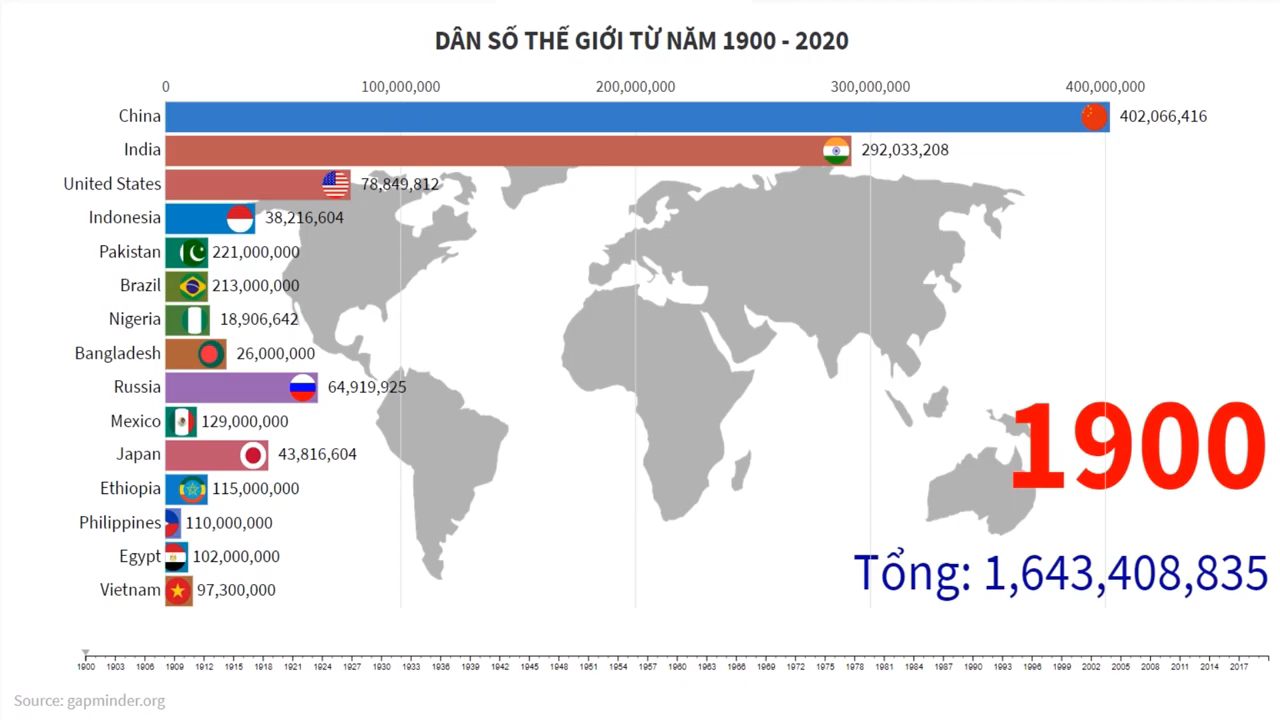 DÂN SỐ THẾ GIỚI TỪ NĂM 1900 - 2020
0 100,000,000 200,000,000 300,000,000 400,000,000
China 402,066,416
India 292,033,208
United States 78,849,812
Indonesia 38,216,604
Pakistan 221,000,000
Brazil 213,000,000
Nigeria 18,906,642
Bangladesh 26,000,000
Russia 64,919,925
Mexico 129,000,000
Japan 43,816,604
Ethiopia 115,000,000
Philippines 110,000,000
Egypt 102,000,000
Vietnam 97,300,000
1900
Tổng: 1,643,408,835
1900 1903 1906 1909 1912 1915 1918 1921 1924 1927 1930 1933 1936 1939 1942 1945 1948 1951 1954 1957 1960 1963 1966 1969 1972 1975 1978 1981 1984 1987 1990 1993 1996 1999 2002 2005 2008 2011 2014 2017
Source: gapminder.org